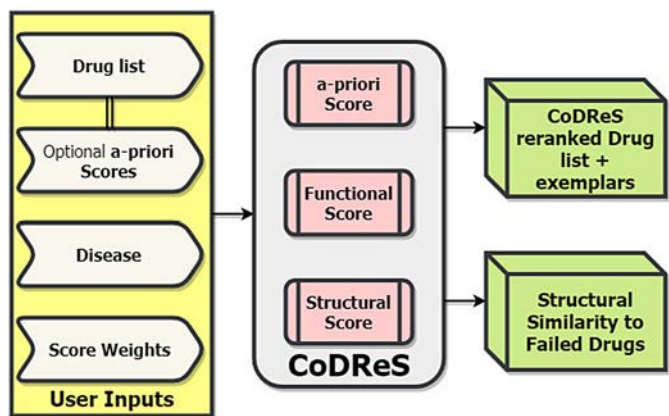 Drug list
Optional a-priori
Scores
Disease
Score Weights
User Inputs
a-priori
Score
Functional
Score
Structural
Score
CoDReS
CoDReS
reranked Drug
list +
exemplars
Structural
Similarity to
Failed Drugs